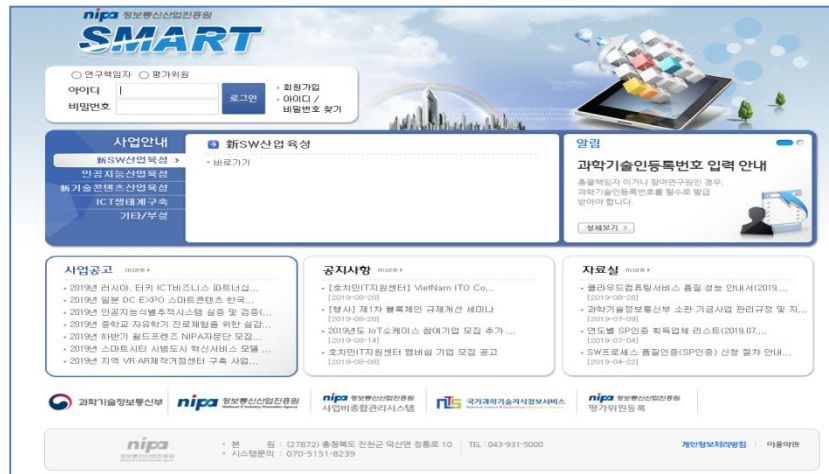 nipa 정보통신산업진흥원
SMART
연구책임자 평가위원
아이디
비밀번호
로그인
· 회원가입
· 아이디 /
비밀번호 찾기
사업안내
新SW산업육성 ›
인공지능산업육성
新기술콘텐츠산업육성
ICT생태계구축
기타/부설
新SW산업육성
· 바로가기
알림
과학기술인등록번호 입력 안내
총괄책임자 이거나 참여연구원인 경우,
과학기술인등록번호를 필수로 발급
받아야 합니다.
상세보기 >
사업공고 more
· 2019년 러시아, 터키 ICT비즈니스 파트너십...
· 2019년 일본 DC EXPO 스마트콘텐츠 한국...
· 2019년 인공지능식별추적시스템 실증 및 검증(...
· 2019년 중학교 자유학기 진로체험을 위한 실감...
· 2019년 하반기 월드프렌즈 NIPA자문단 모집...
· 2019년 스마트시티 시범도시 혁신서비스 모델 ...
· 2019년 지역 VR·AR제작거점센터 구축 사업...
공지사항 more
· [호치민IT지원센터] VietNam ITO Co...
[2019-08-20]
· [행사] 제1차 블록체인 규제개선 세미나
[2019-08-20]
· 2019년도 IoT쇼케이스 참여기업 모집 추가 ...
[2019-08-14]
· 호치민IT지원센터 멤버쉽 기업 모집 공고
[2019-08-08]
자료실 more
· 클라우드컴퓨팅서비스 품질·성능 안내서(2019....
[2019-08-28]
· 과학기술정보통신부 소관 기금사업 관리규정 및 지...
[2019-07-09]
· 연도별 SP인증 획득업체 리스트(2019.07....
[2019-07-04]
· SW프로세스 품질인증(SP인증) 신청 절차 안내...
[2019-04-22]
과학기술정보통신부
nipa 정보통신산업진흥원
National IT Industry Promotion Agency
nipa 정보통신산업진흥원
사업비종합관리시스템
NTIS 국가과학기술지식정보서비스
nipa 정보통신산업진흥원
평가위원등록
nipa
정보통신산업진흥원
· 본 원 : (27872) 충청북도 진천군 덕산면 정통로 10 TEL : 043-931-5000
· 시스템문의 : 070-5151-8239
개인정보처리방침 이용약관